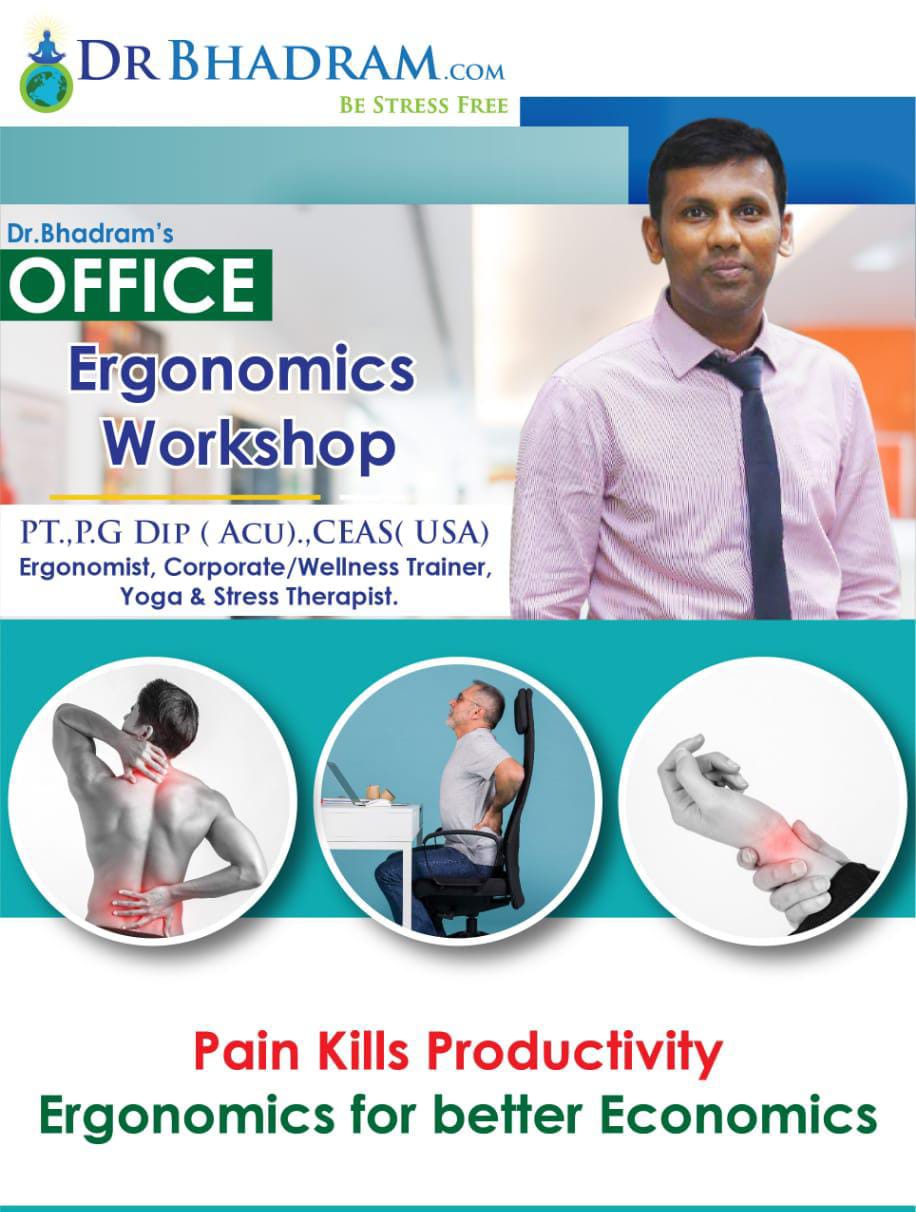 DR BHADRAM.COM
BE STRESS FREE
Dr.Bhadram's
OFFICE
Ergonomics
Workshop
PT.,P.G DIP ( ACU).,CEAS( USA)
Ergonomist, Corporate/Wellness Trainer,
Yoga & Stress Therapist.
Pain Kills Productivity
Ergonomics for better Economics